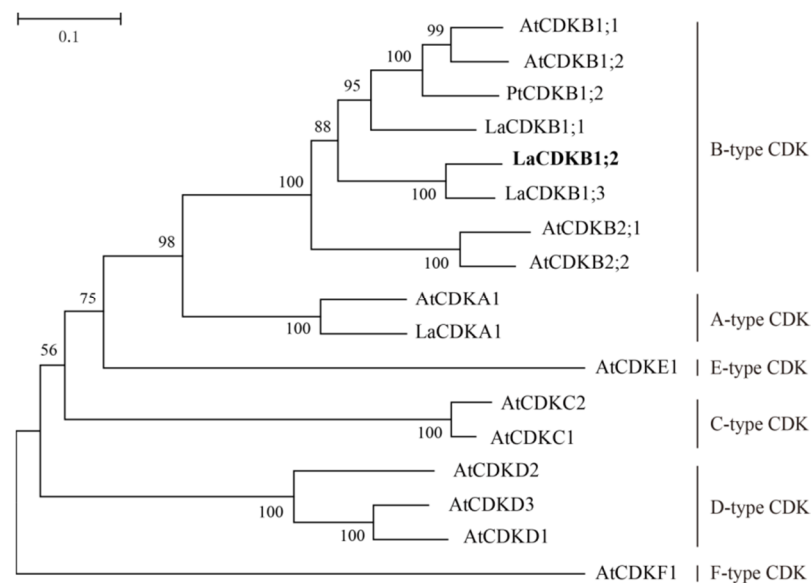 0.1
99
AtCDKB1;1
AtCDKB1;2
100
PtCDKB1;2
95
LaCDKB1;1
88
LaCDKB1;2
100
LaCDKB1;3
B-type CDK
100
AtCDKB2;1
100
AtCDKB2;2
98
AtCDKA1
100
LaCDKA1
A-type CDK
75
AtCDKE1
E-type CDK
56
AtCDKC2
100
AtCDKC1
C-type CDK
AtCDKD2
100
AtCDKD3
100
AtCDKD1
D-type CDK
AtCDKF1
F-type CDK